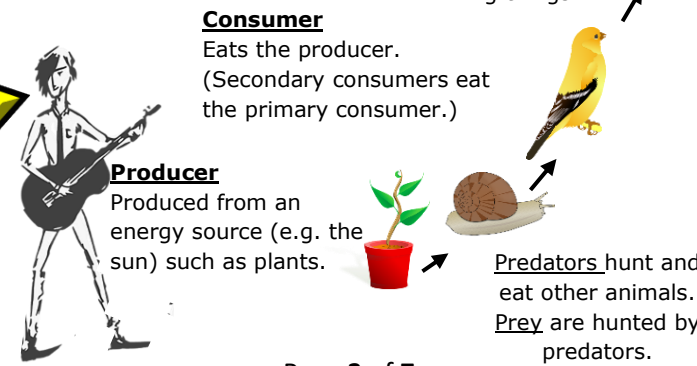 Consumer
Eats the producer.
(Secondary consumers eat
the primary consumer.)
Producer
Produced from an
energy source (e.g. the
sun) such as plants.
Predators hunt and
eat other animals.
Prey are hunted by
predators.